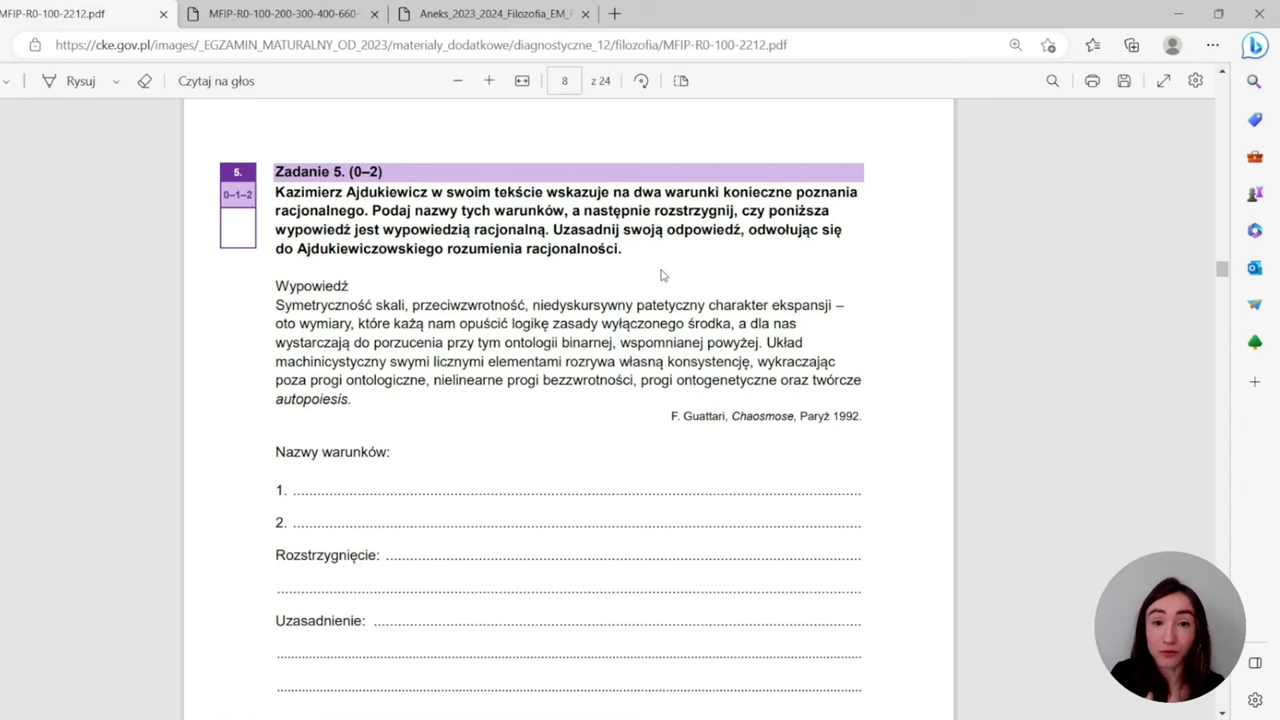 MFIP-R0-100-2212.pdf
MFIP-R0-100-200-300-400-660-
Aneks_2023_2024_Filozofia_EM_
https://cke.gov.pl/images/_EGZAMIN_MATURALNY_OD_2023/materialy_dodatkowe/diagnostyczne_12/filozofia/MFIP-R0-100-2212.pdf
Rysuj
Czytaj na głos
8 z 24
5. Zadanie 5. (0–2)
0–1–2
Kazimierz Ajdukiewicz w swoim tekście wskazuje na dwa warunki konieczne poznania
racjonalnego. Podaj nazwy tych warunków, a następnie rozstrzygnij, czy poniższa
wypowiedź jest wypowiedzią racjonalną. Uzasadnij swoją odpowiedź, odwołując się
do Ajdukiewiczowskiego rozumienia racjonalności.
Wypowiedź
Symetryczność skali, przeciwzwrotność, niedyskursywny patetyczny charakter ekspansji –
oto wymiary, które każą nam opuścić logikę zasady wyłączonego środka, a dla nas
wystarczają do porzucenia przy tym ontologii binarnej, wspomnianej powyżej. Układ
machinicystyczny swymi licznymi elementami rozrywa własną konsystencję, wykraczając
poza progi ontologiczne, nielinearne progi bezzwrotności, progi ontogenetyczne oraz twórcze
autopoiesis.
F. Guattari, Chaosmose, Paryż 1992.
Nazwy warunków:
1. ..........
2. ..........
Rozstrzygnięcie: ..........
Uzasadnienie: ..........